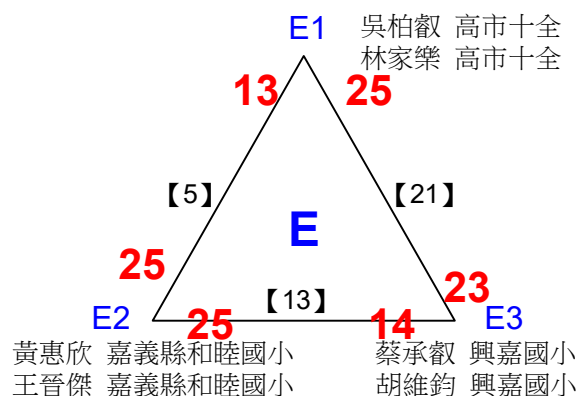 E1
吳柏叡 高市十全
林家樂 高市十全
13
25
【5】
【21】
E
25
23
【13】
E2
25
14
E3
黃惠欣 嘉義縣和睦國小
蔡承叡 興嘉國小
王晉傑 嘉義縣和睦國小
胡維鈞 興嘉國小